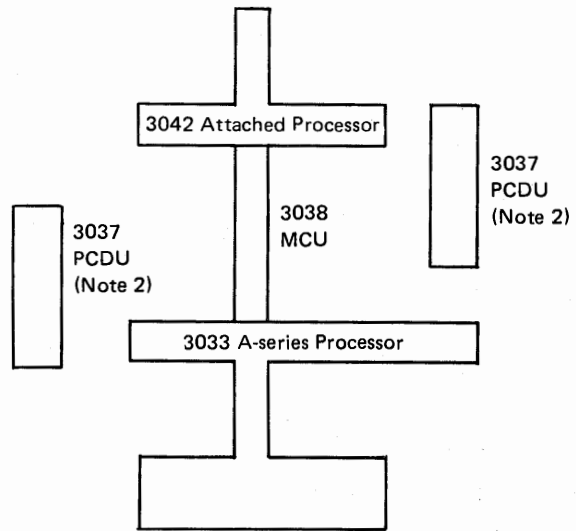 3042 Attached Processor
3037
PCDU
(Note 2)
3038
MCU
3037
PCDU
(Note 2)
3033 A-series Processor